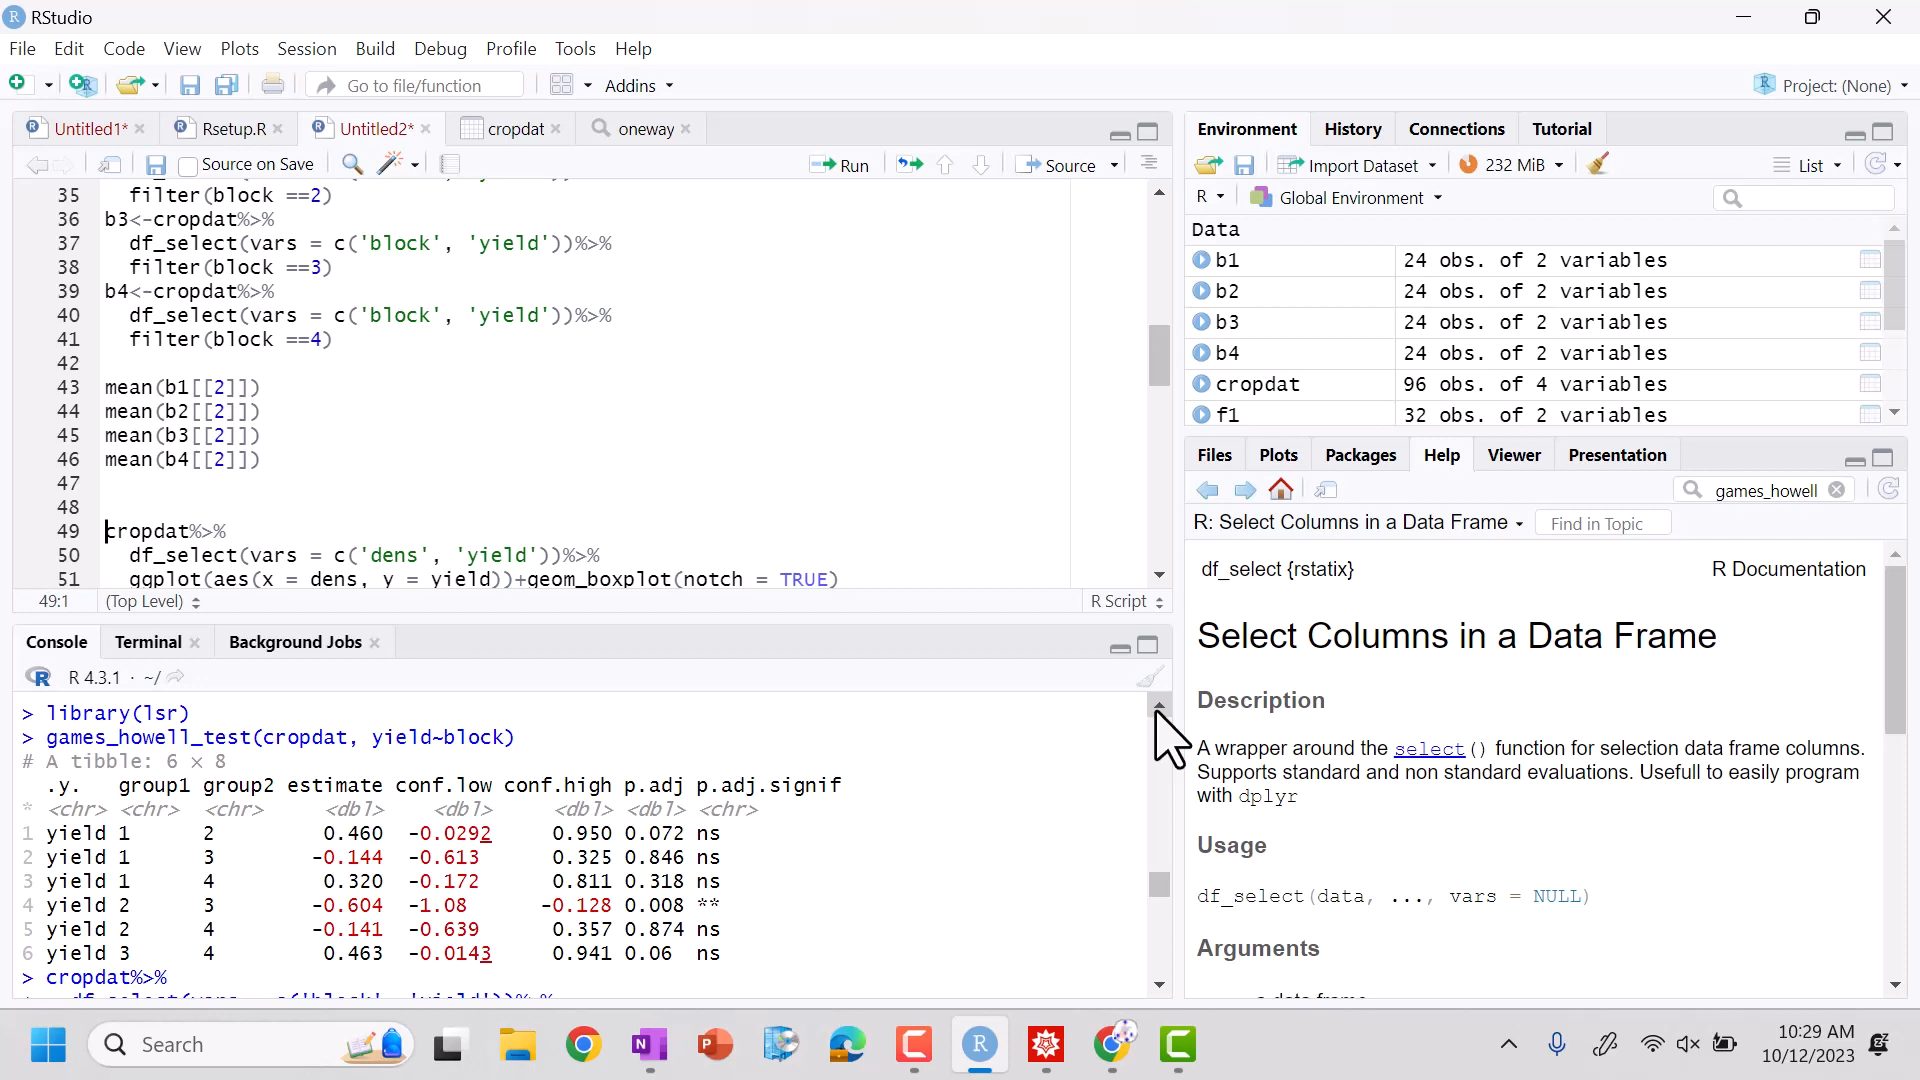 RStudio
File Edit Code View Plots Session Build Debug Profile Tools Help
Go to file/function Addins Project: (None)
Untitled1* Rsetup.R Untitled2* cropdat oneway
Source on Save Run Source
35 filter(block ==2)
36 b3<-cropdat%>%
37 df_select(vars = c('block', 'yield'))%>%
38 filter(block ==3)
39 b4<-cropdat%>%
40 df_select(vars = c('block', 'yield'))%>%
41 filter(block ==4)
42
43 mean(b1[[2]])
44 mean(b2[[2]])
45 mean(b3[[2]])
46 mean(b4[[2]])
47
48
49 cropdat%>%
50 df_select(vars = c('dens', 'yield'))%>%
51 ggplot(aes(x = dens, y = yield))+geom_boxplot(notch = TRUE)
49:1 (Top Level) R Script
Console Terminal Background Jobs
R 4.3.1 · ~/
> library(lsr)
> games_howell_test(cropdat, yield~block)
# A tibble: 6 × 8
.y. group1 group2 estimate conf.low conf.high p.adj p.adj.signif
* <chr> <chr> <chr> <dbl> <dbl> <dbl> <dbl> <chr>
1 yield 1 2 0.460 -0.0292 0.950 0.072 ns
2 yield 1 3 -0.144 -0.613 0.325 0.846 ns
3 yield 1 4 0.320 -0.172 0.811 0.318 ns
4 yield 2 3 -0.604 -1.08 -0.128 0.008 **
5 yield 2 4 -0.141 -0.639 0.357 0.874 ns
6 yield 3 4 0.463 -0.0143 0.941 0.06 ns
> cropdat%>%
Environment History Connections Tutorial
Import Dataset 232 MiB List
R Global Environment
Data
b1 24 obs. of 2 variables
b2 24 obs. of 2 variables
b3 24 obs. of 2 variables
b4 24 obs. of 2 variables
cropdat 96 obs. of 4 variables
f1 32 obs. of 2 variables
Files Plots Packages Help Viewer Presentation
games_howell
R: Select Columns in a Data Frame Find in Topic
df_select {rstatix} R Documentation
Select Columns in a Data Frame
Description
A wrapper around the select() function for selection data frame columns.
Supports standard and non standard evaluations. Usefull to easily program
with dplyr
Usage
df_select(data, ..., vars = NULL)
Arguments
Search
10:29 AM
10/12/2023